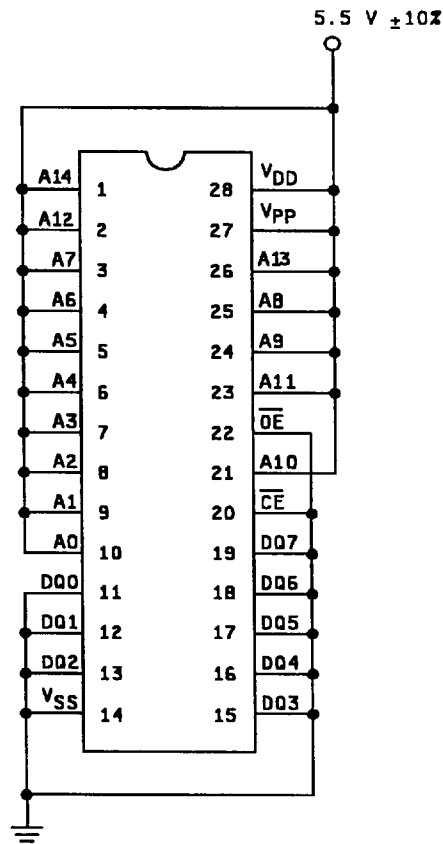 5.5 V ±10%
A14 1 28 VDD
A12 2 27 VPP
A7 3 26 A13
A6 4 25 A8
A5 5 24 A9
A4 6 23 A11
A3 7 22 O̅E̅
A2 8 21 A10
A1 9 20 C̅E̅
A0 10 19 DQ7
DQ0 11 18 DQ6
DQ1 12 17 DQ5
DQ2 13 16 DQ4
VSS 14 15 DQ3